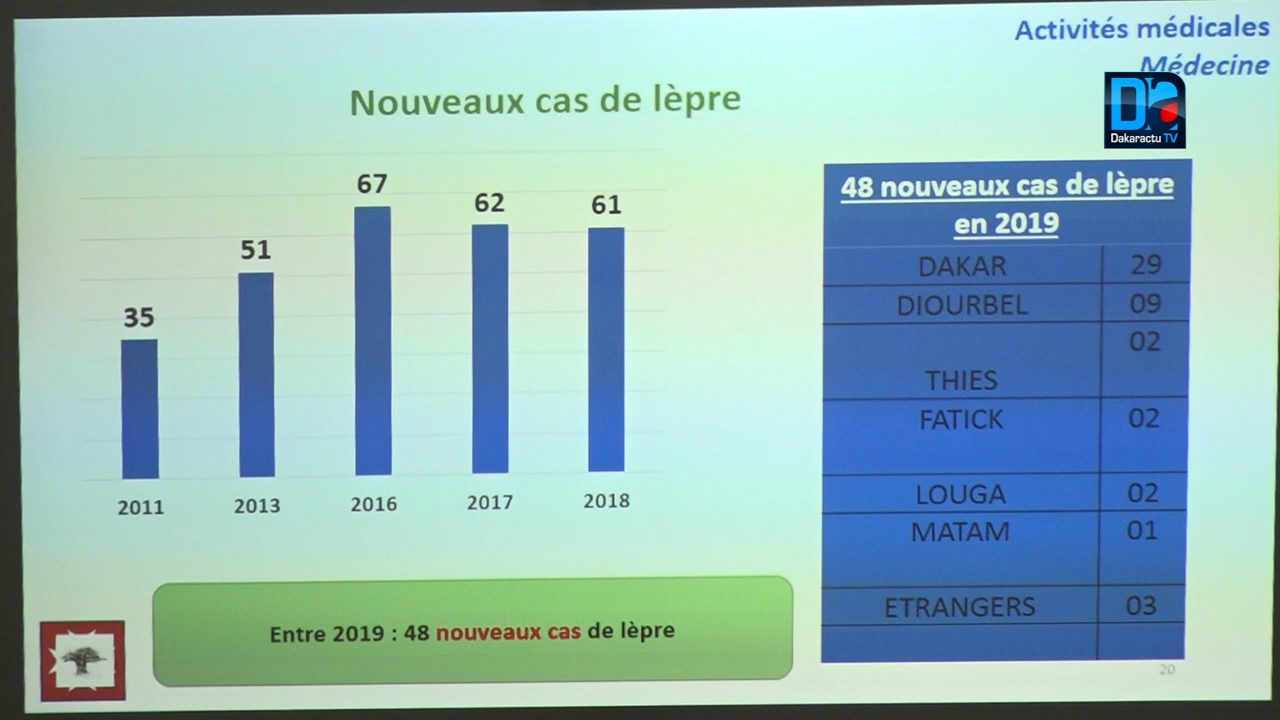 Activités médicales
Médecine
Dakaractu TV
Nouveaux cas de lèpre
35
51
67
62
61
2011
2013
2016
2017
2018
Entre 2019 : 48 nouveaux cas de lèpre
48 nouveaux cas de lèpre
en 2019
DAKAR 29
DIOURBEL 09
THIES 02
FATICK 02
LOUGA 02
MATAM 01
ETRANGERS 03
20